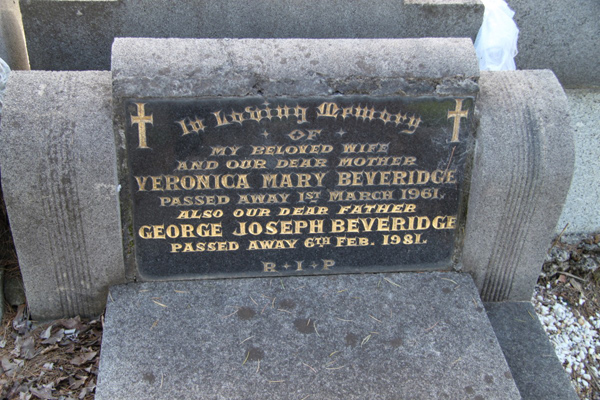 In Loving Memory
OF
MY BELOVED WIFE
AND OUR DEAR MOTHER
VERONICA MARY BEVERIDGE
PASSED AWAY 1ST MARCH 1961.
ALSO OUR DEAR FATHER
GEORGE JOSEPH BEVERIDGE
PASSED AWAY 6TH FEB. 1981.
R + I + P